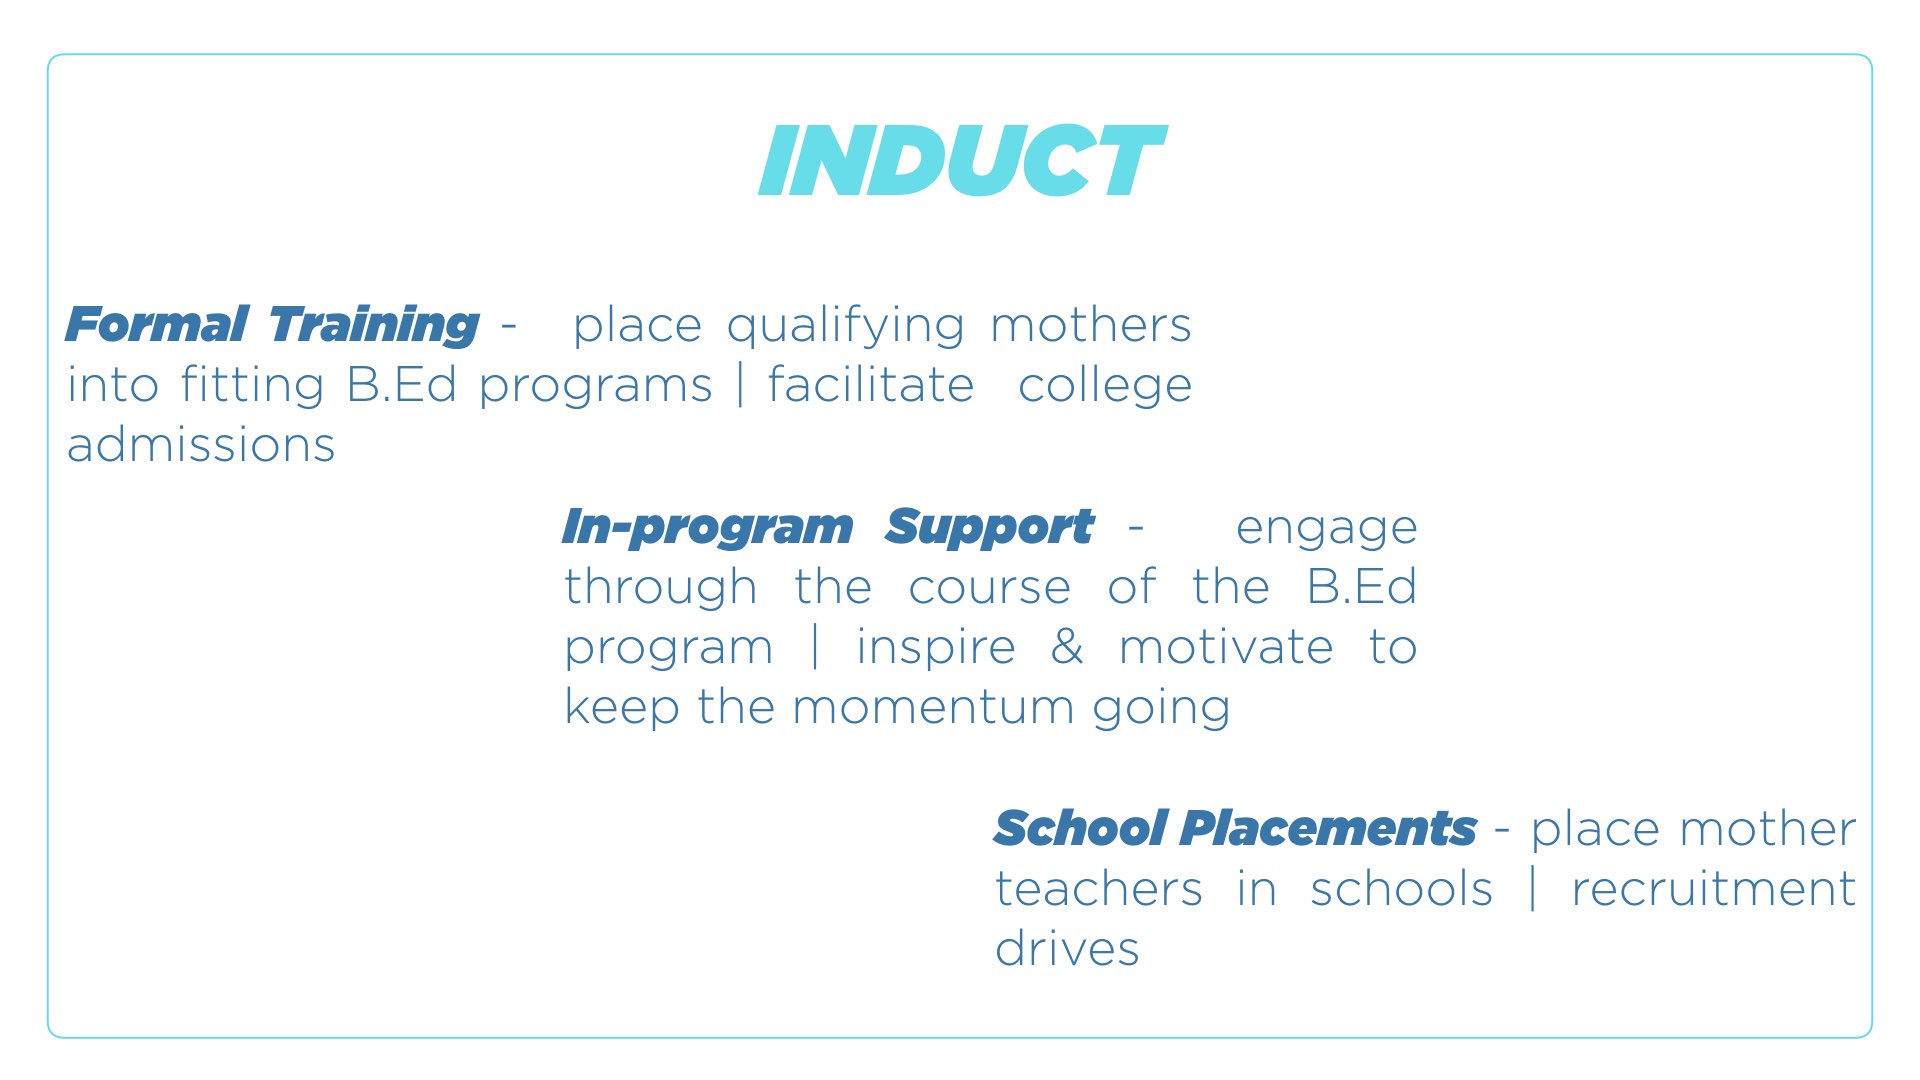 INDUCT
Formal Training - place qualifying mothers
into fitting B.Ed programs | facilitate college
admissions
In-program Support - engage
through the course of the B.Ed
program | inspire & motivate to
keep the momentum going
School Placements - place mother
teachers in schools | recruitment
drives